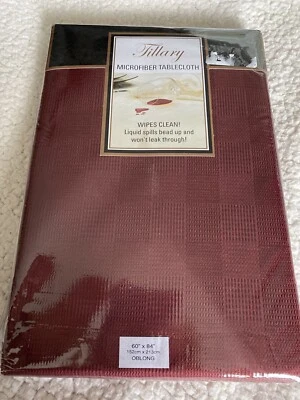 Tillary
MICROFIBER TABLECLOTH
WIPES CLEAN!
Liquid spills bead up and
won't leak through!
60" x 84"
152cm x 213cm
OBLONG